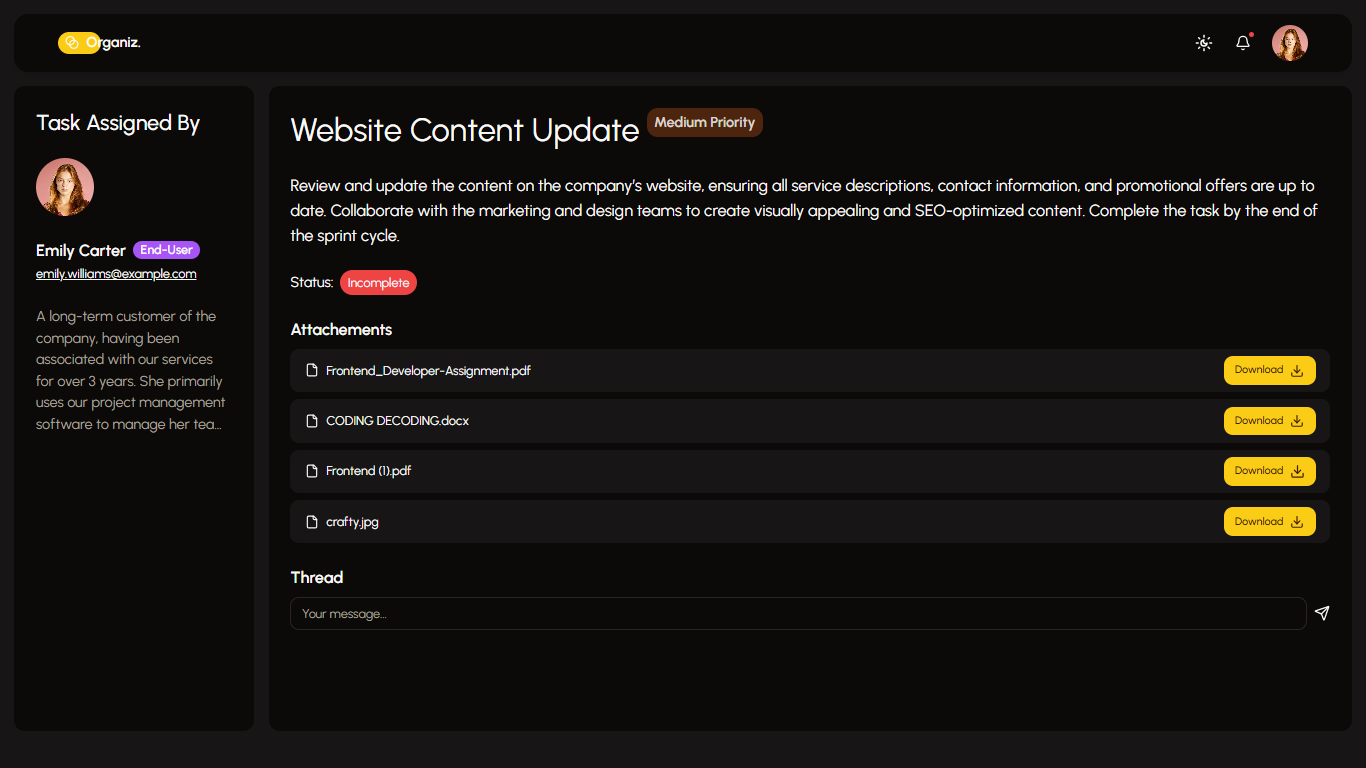 Organiz.
Task Assigned By
Emily Carter End-User
emily.williams@example.com
A long-term customer of the
company, having been
associated with our services
for over 3 years. She primarily
uses our project management
software to manage her tea...
Website Content Update Medium Priority
Review and update the content on the company's website, ensuring all service descriptions, contact information, and promotional offers are up to
date. Collaborate with the marketing and design teams to create visually appealing and SEO-optimized content. Complete the task by the end of
the sprint cycle.
Status: Incomplete
Attachements
Frontend_Developer-Assignment.pdf Download
CODING DECODING.docx Download
Frontend (1).pdf Download
crafty.jpg Download
Thread
Your message...